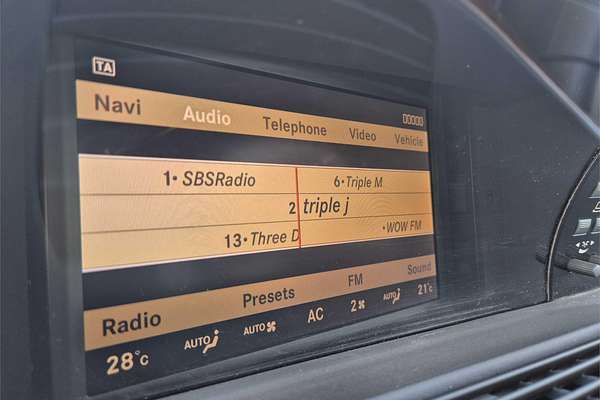 TA
Navi Audio Telephone Video Vehicle
1• SBSRadio 6• Triple M
2 triple j
13• Three D •WOW FM
Radio Presets FM Sound
28°C AUTO AUTO AC 2 AUTO 21°C